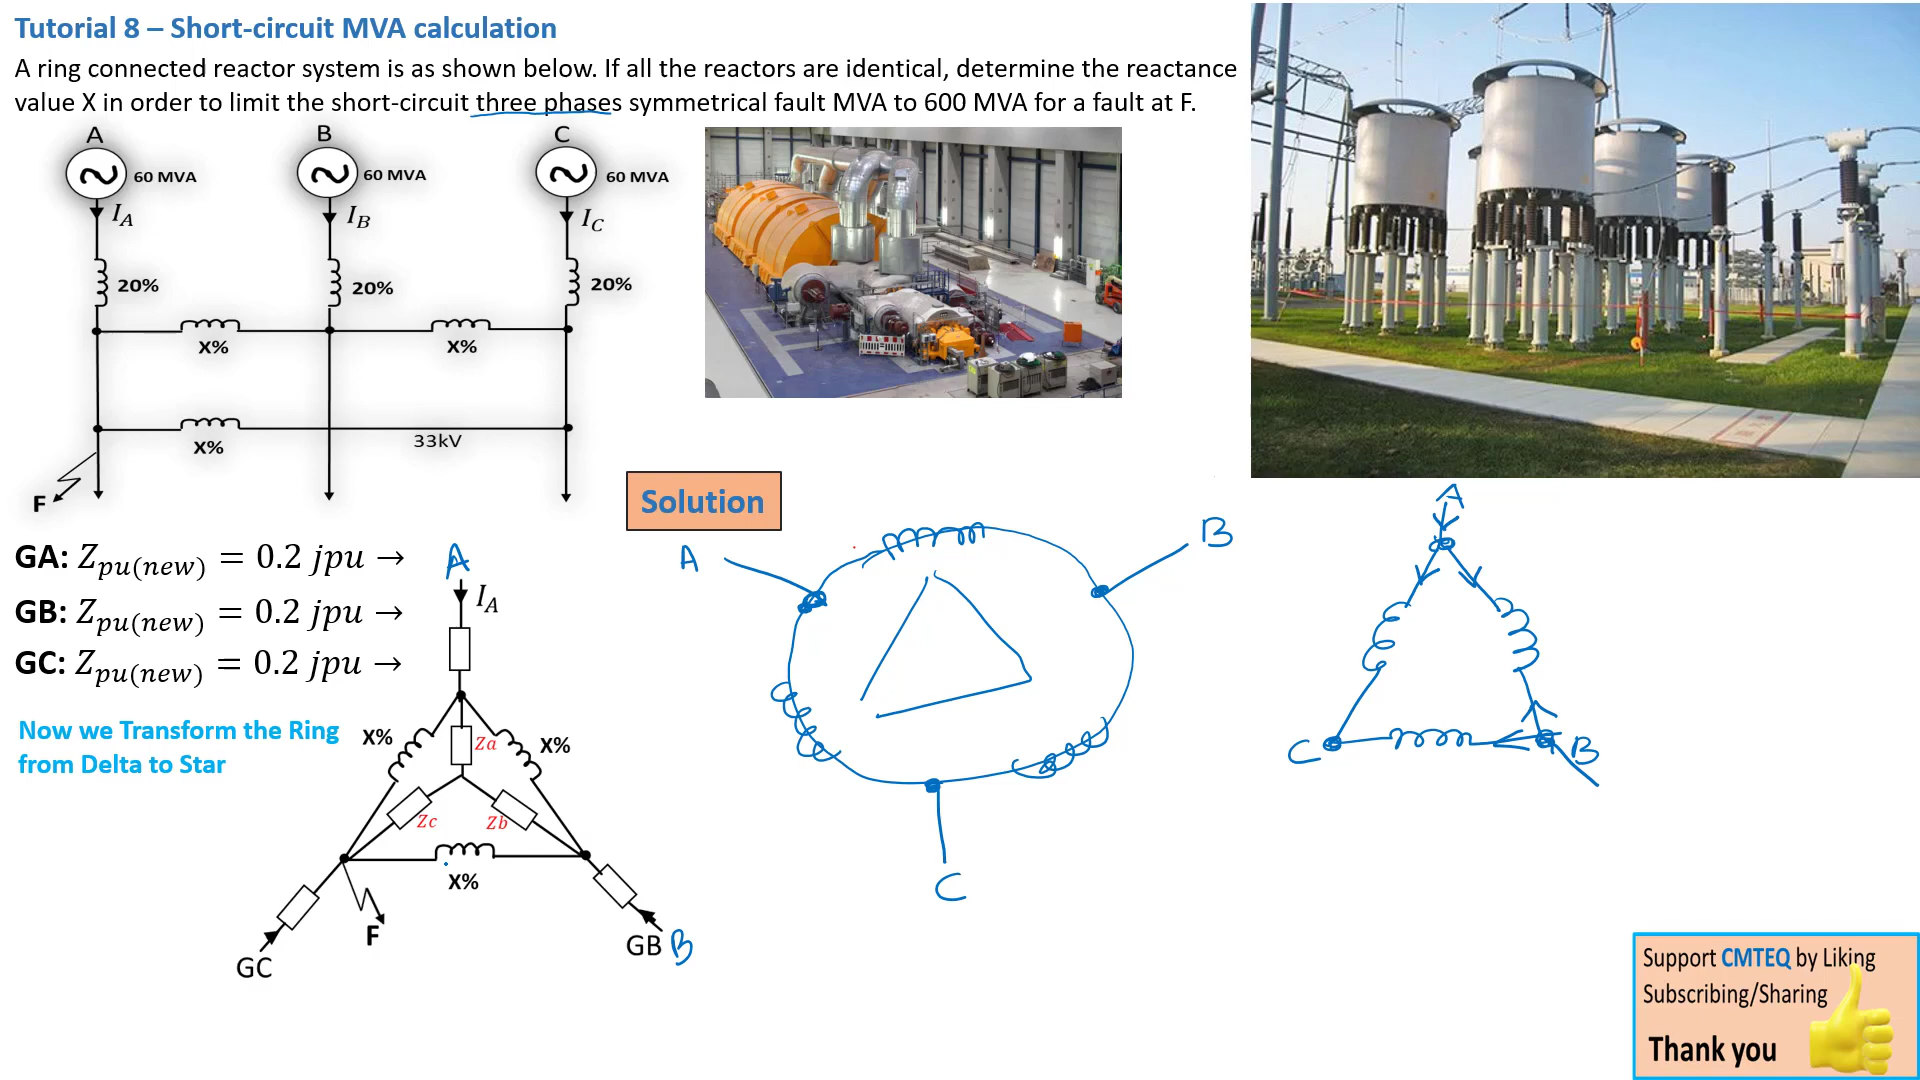 Tutorial 8 – Short-circuit MVA calculation
A ring connected reactor system is as shown below. If all the reactors are identical, determine the reactance
value X in order to limit the short-circuit three phases symmetrical fault MVA to 600 MVA for a fault at F.
A B C
60 MVA 60 MVA 60 MVA
I_A I_B I_C
20% 20% 20%
X% X%
33kV
X%
F
Solution
GA: Z_pu(new) = 0.2 jpu →
GB: Z_pu(new) = 0.2 jpu →
GC: Z_pu(new) = 0.2 jpu →
A
I_A
Now we Transform the Ring
from Delta to Star
X% Za X%
Zc Zb
X%
F
GC
GB B
A B
C
A
C B
Support CMTEQ by Liking
Subscribing/Sharing
Thank you